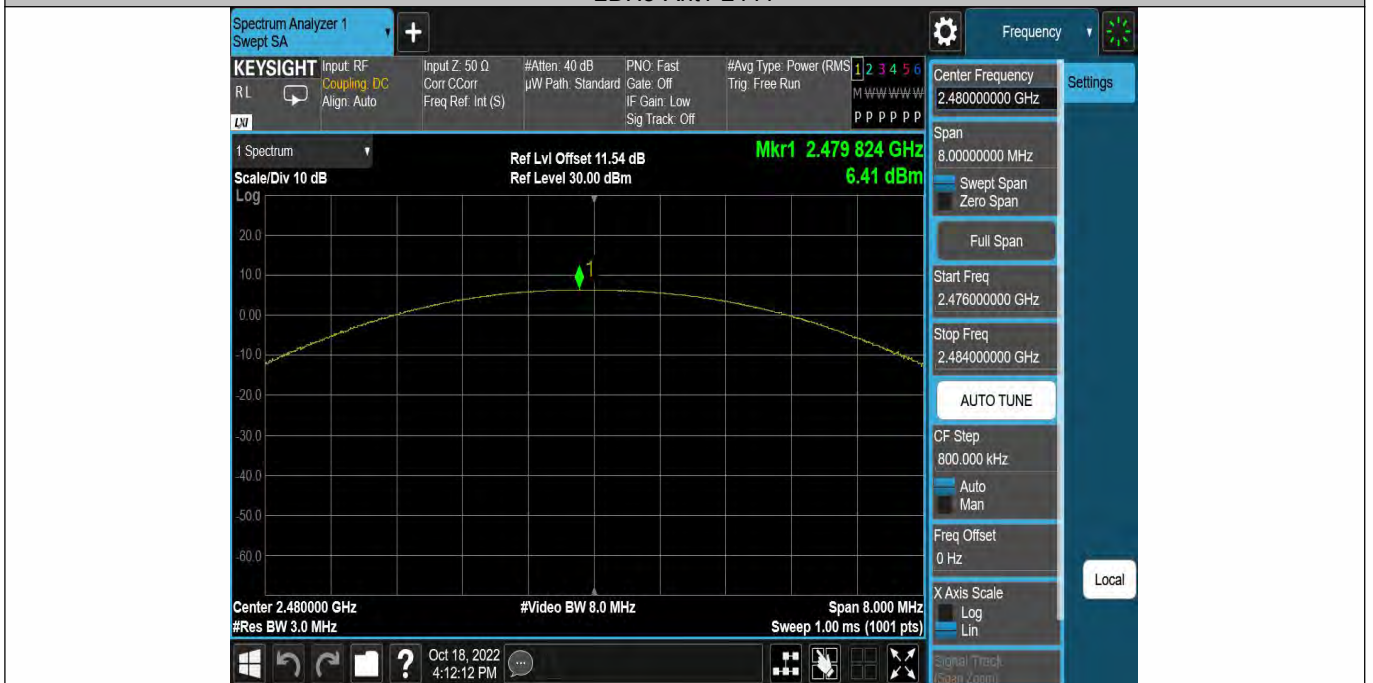 Spectrum Analyzer 1
Swept SA
+
Frequency
KEYSIGHT
RL
LXI
Input: RF
Coupling: DC
Align: Auto
Input Z: 50 Ω
Corr CCorr
Freq Ref: Int (S)
#Atten: 40 dB
µW Path: Standard
PNO: Fast
Gate: Off
IF Gain: Low
Sig Track: Off
#Avg Type: Power (RMS
Trig: Free Run
1 2 3 4 5 6
M W W W W W
P P P P P P
1 Spectrum
Scale/Div 10 dB
Log
Ref Lvl Offset 11.54 dB
Ref Level 30.00 dBm
Mkr1 2.479 824 GHz
6.41 dBm
20.0
10.0
0.00
-10.0
-20.0
-30.0
-40.0
-50.0
-60.0
1
Center 2.480000 GHz
#Res BW 3.0 MHz
#Video BW 8.0 MHz
Span 8.000 MHz
Sweep 1.00 ms (1001 pts)
Center Frequency
2.480000000 GHz
Settings
Span
8.00000000 MHz
Swept Span
Zero Span
Full Span
Start Freq
2.476000000 GHz
Stop Freq
2.484000000 GHz
AUTO TUNE
CF Step
800.000 kHz
Auto
Man
Freq Offset
0 Hz
X Axis Scale
Log
Lin
Signal Track
(Span Zoom)
Local
?
Oct 18, 2022
4:12:12 PM